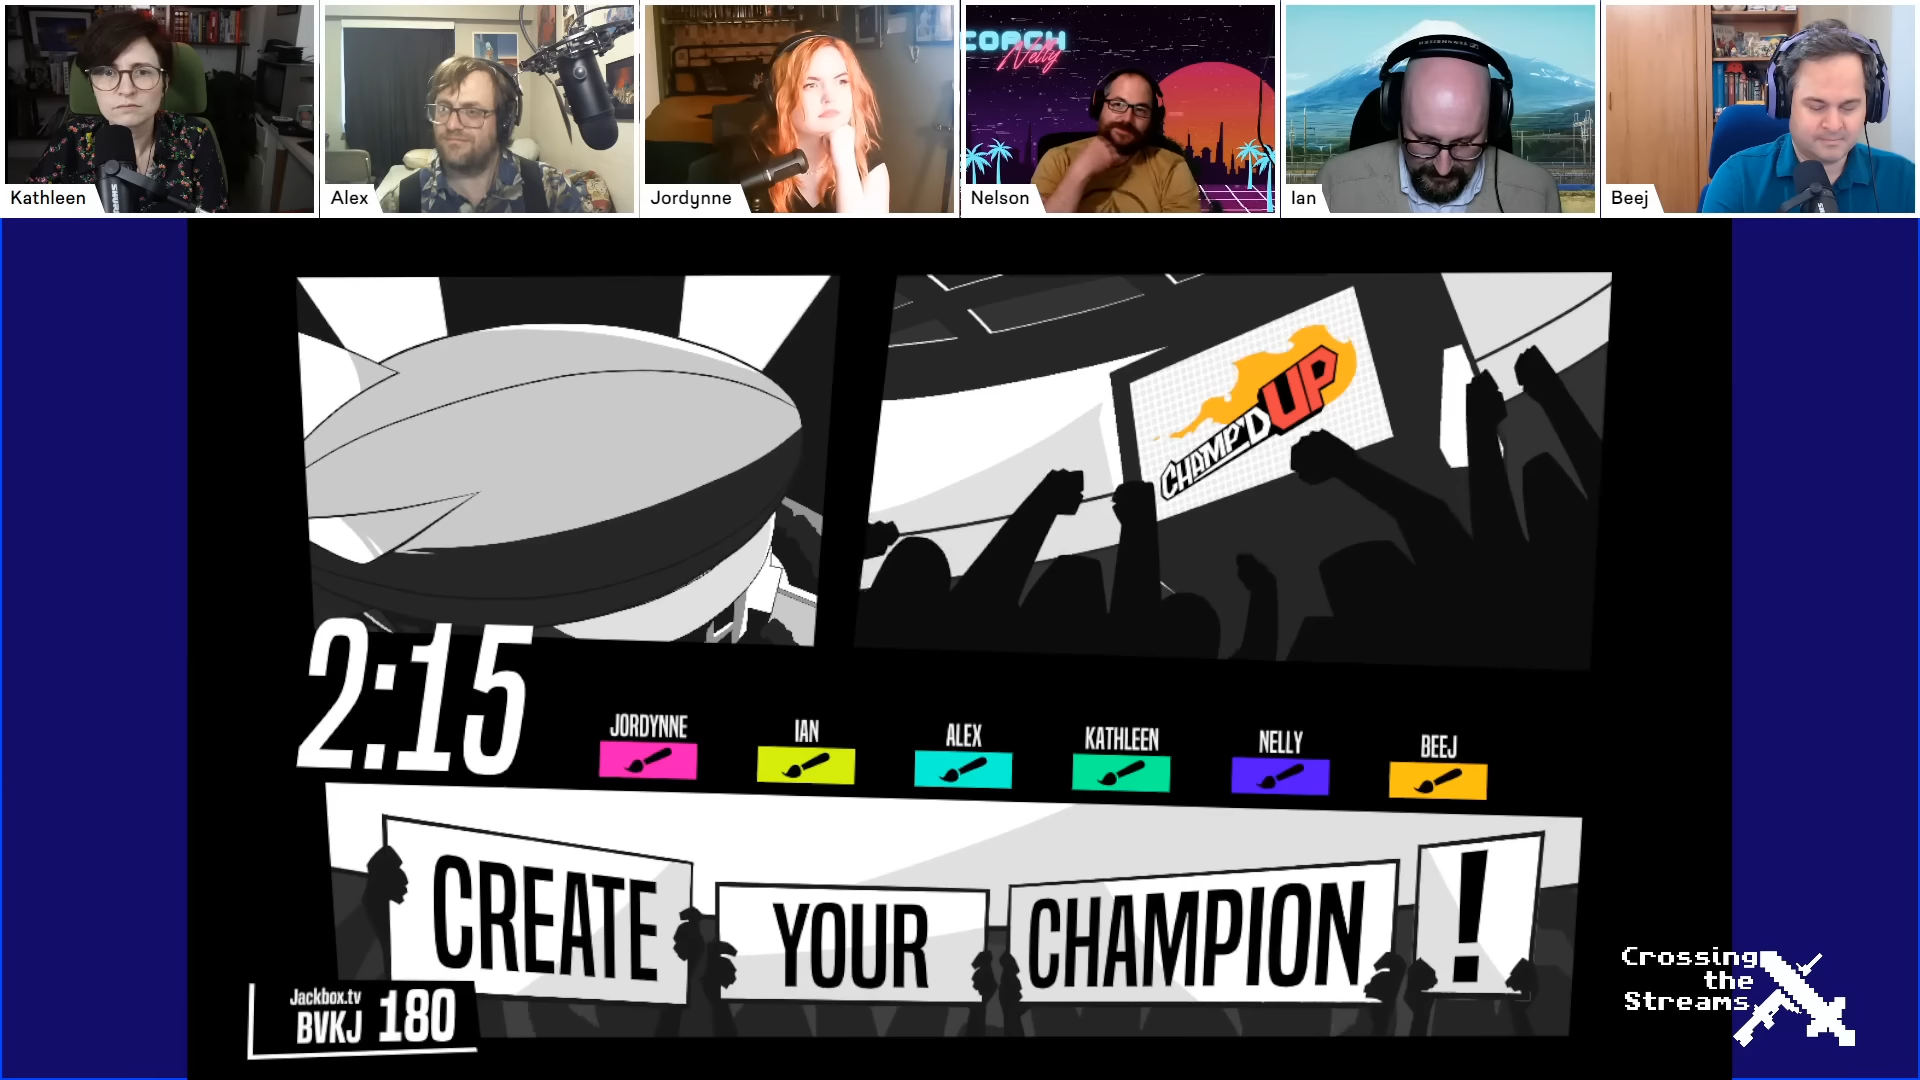 COACH
Nelly
Kathleen
Alex
Jordynne
Nelson
Ian
Beej
CHAMP'D UP
2:15
JORDYNNE
IAN
ALEX
KATHLEEN
NELLY
BEEJ
CREATE YOUR CHAMPION !
Jackbox.tv
BVKJ 180
Crossing
the
Streams